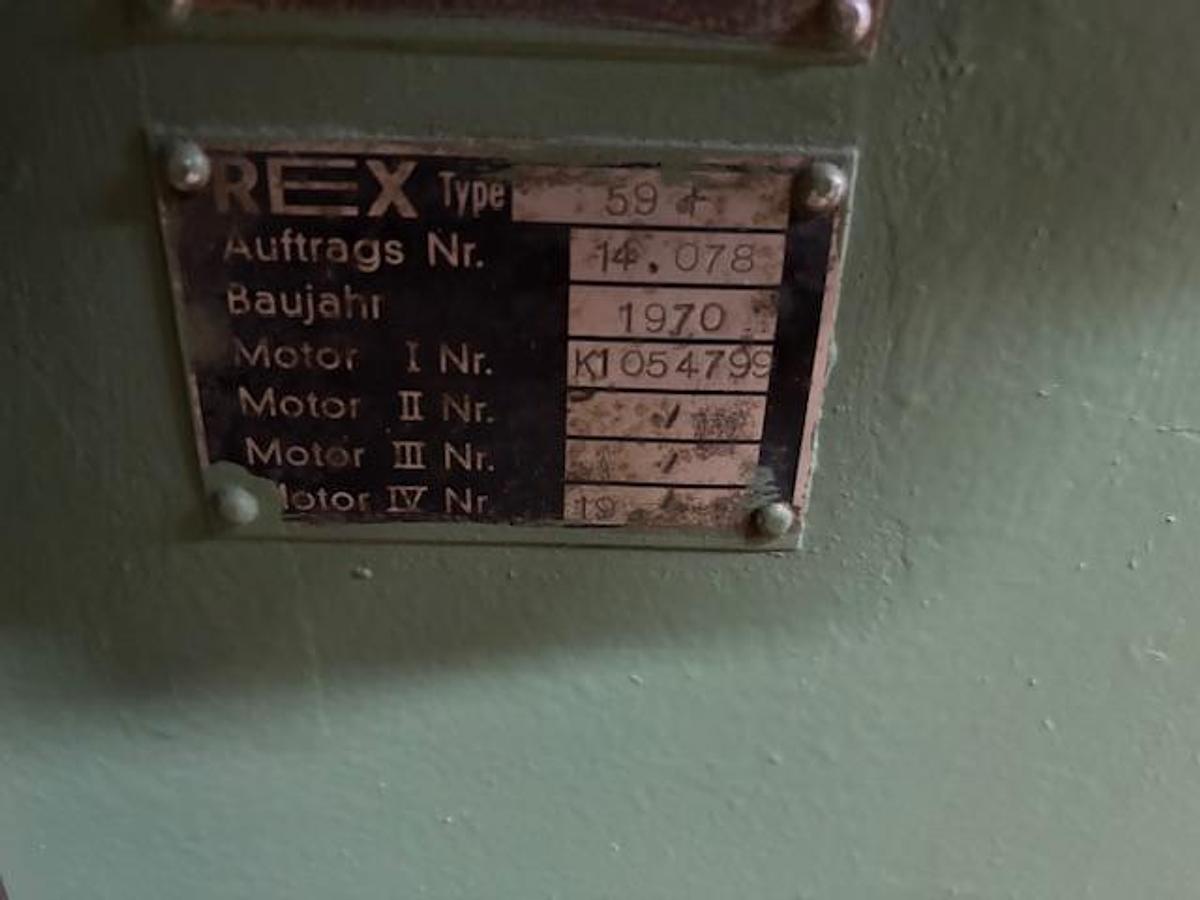 REX Type 59
Auftrags Nr. 14.078
Baujahr 1970
Motor I Nr. K1054799
Motor II Nr. /
Motor III Nr. /
Motor IV Nr 19